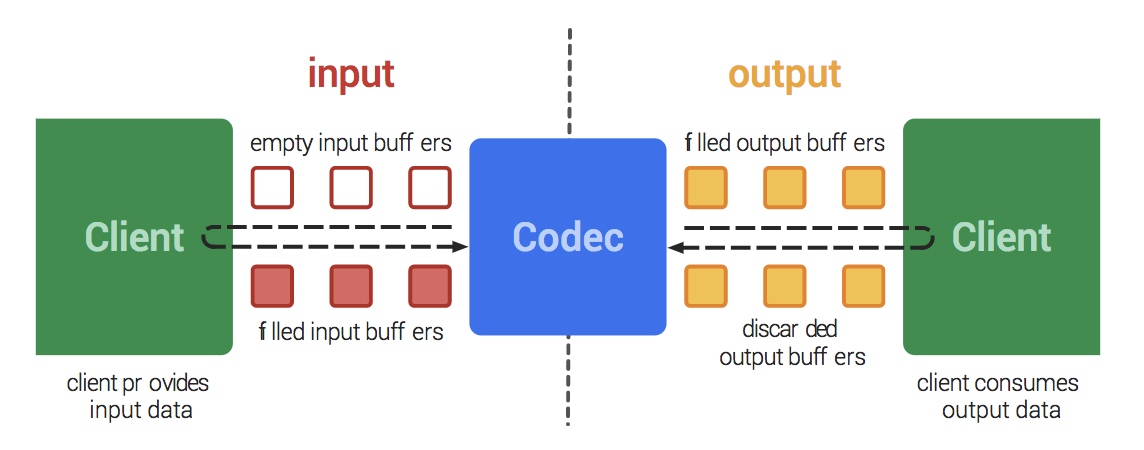 input
output
empty input buff ers
f lled output buff ers
Client
Codec
Client
f lled input buff ers
discar ded
output buff ers
client pr ovides
input data
client consumes
output data